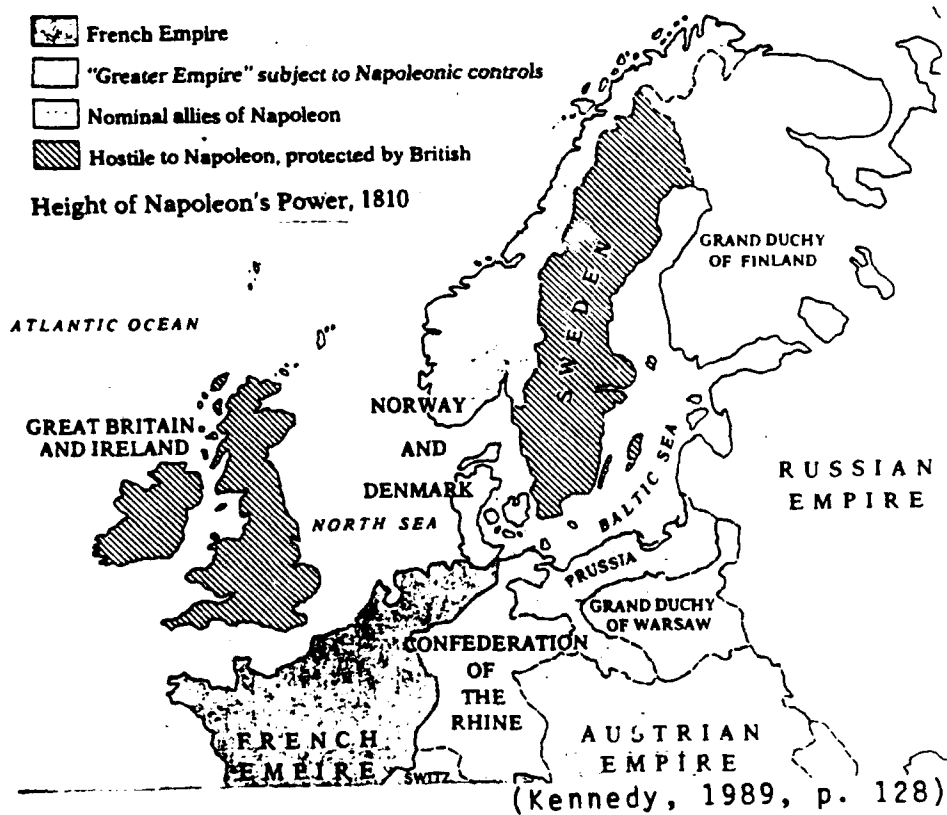 French Empire
"Greater Empire" subject to Napoleonic controls
Nominal allies of Napoleon
Hostile to Napoleon, protected by British
Height of Napoleon's Power, 1810
GRAND DUCHY
OF FINLAND
ATLANTIC OCEAN
SWEDEN
NORWAY
AND
DENMARK
GREAT BRITAIN
AND IRELAND
NORTH SEA
BALTIC SEA
RUSSIAN
EMPIRE
PRUSSIA
GRAND DUCHY
OF WARSAW
CONFEDERATION
OF
THE
RHINE
FRENCH
EMPIRE
SWITZ
AUSTRIAN
EMPIRE
(Kennedy, 1989, p. 128)